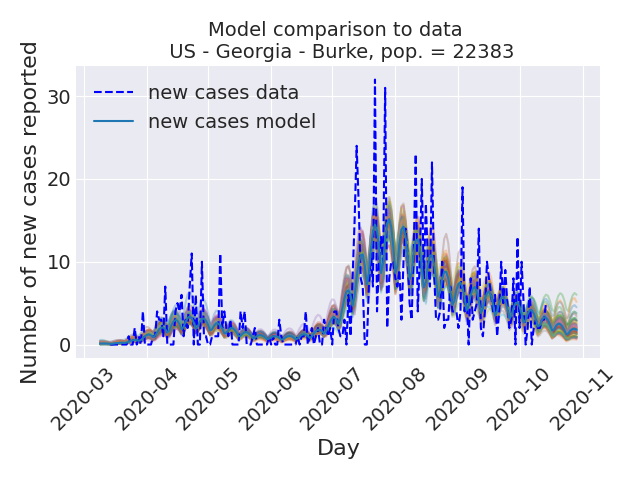 Model comparison to data
US - Georgia - Burke, pop. = 22383
Number of new cases reported
new cases data
new cases model
30
20
10
0
2020-03
2020-04
2020-05
2020-06
2020-07
2020-08
2020-09
2020-10
2020-11
Day